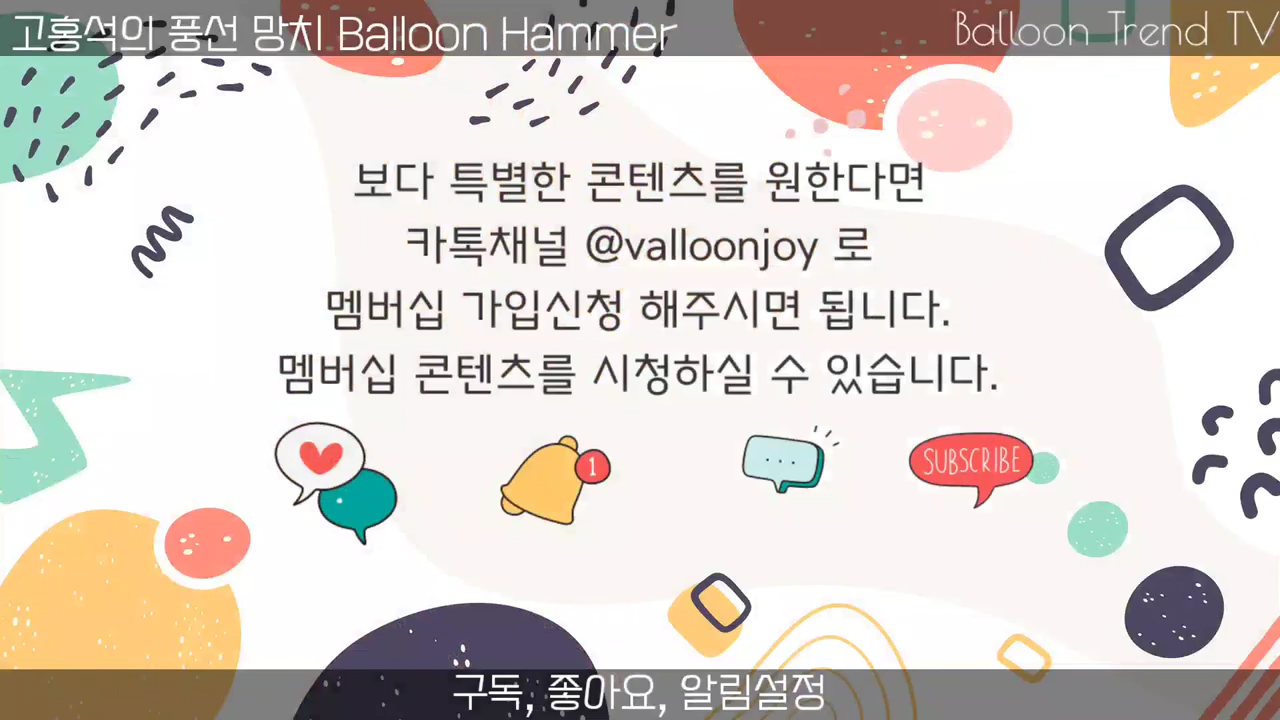 고홍석의 풍선 망치 Balloon Hammer
Balloon Trend TV
보다 특별한 콘텐츠를 원한다면
카톡채널 @valloonjoy 로
멤버십 가입신청 해주시면 됩니다.
멤버십 콘텐츠를 시청하실 수 있습니다.
1
SUBSCRIBE
구독, 좋아요, 알림설정